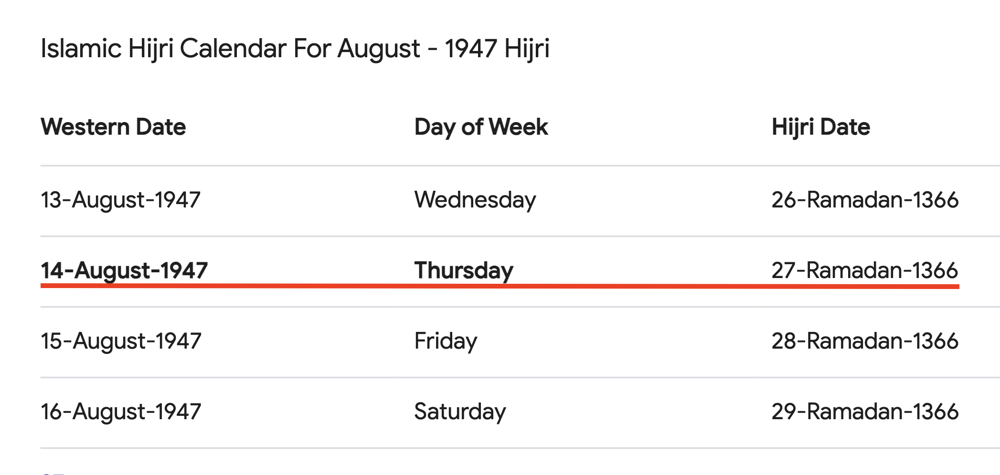 Islamic Hijri Calendar For August - 1947 Hijri
Western Date Day of Week Hijri Date
13-August-1947 Wednesday 26-Ramadan-1366
14-August-1947 Thursday 27-Ramadan-1366
15-August-1947 Friday 28-Ramadan-1366
16-August-1947 Saturday 29-Ramadan-1366